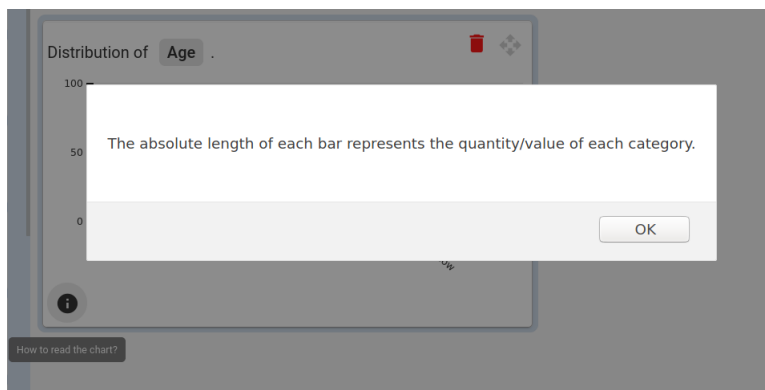 Distribution of Age .
100
50
0
The absolute length of each bar represents the quantity/value of each category.
OK
How to read the chart?